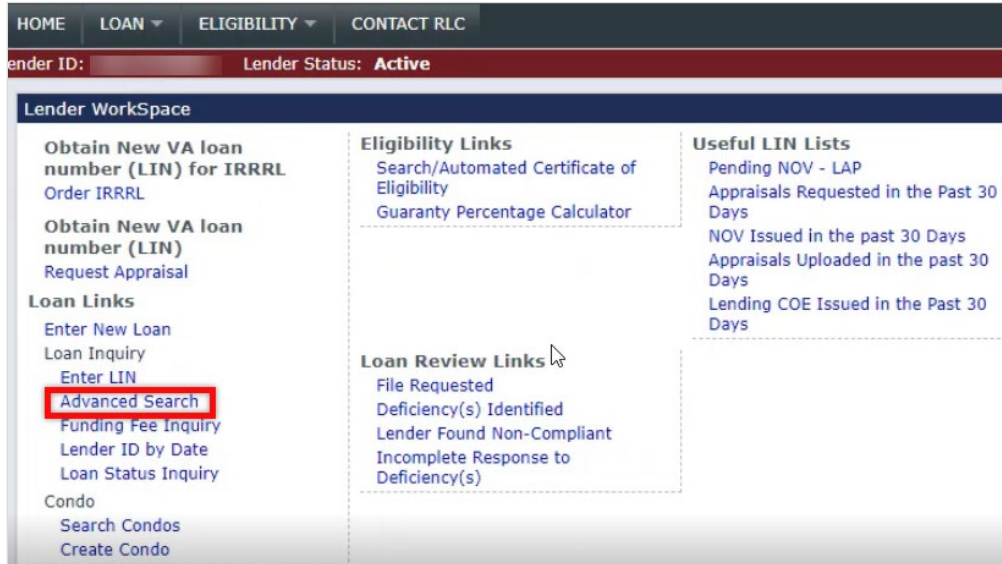 HOME LOAN ELIGIBILITY CONTACT RLC
ender ID: Lender Status: Active
Lender WorkSpace
Obtain New VA loan
number (LIN) for IRRRL
Order IRRRL
Obtain New VA loan
number (LIN)
Request Appraisal
Loan Links
Enter New Loan
Loan Inquiry
Enter LIN
Advanced Search
Funding Fee Inquiry
Lender ID by Date
Loan Status Inquiry
Condo
Search Condos
Create Condo
Eligibility Links
Search/Automated Certificate of
Eligibility
Guaranty Percentage Calculator
Loan Review Links
File Requested
Deficiency(s) Identified
Lender Found Non-Compliant
Incomplete Response to
Deficiency(s)
Useful LIN Lists
Pending NOV - LAP
Appraisals Requested in the Past 30
Days
NOV Issued in the past 30 Days
Appraisals Uploaded in the past 30
Days
Lending COE Issued in the Past 30
Days